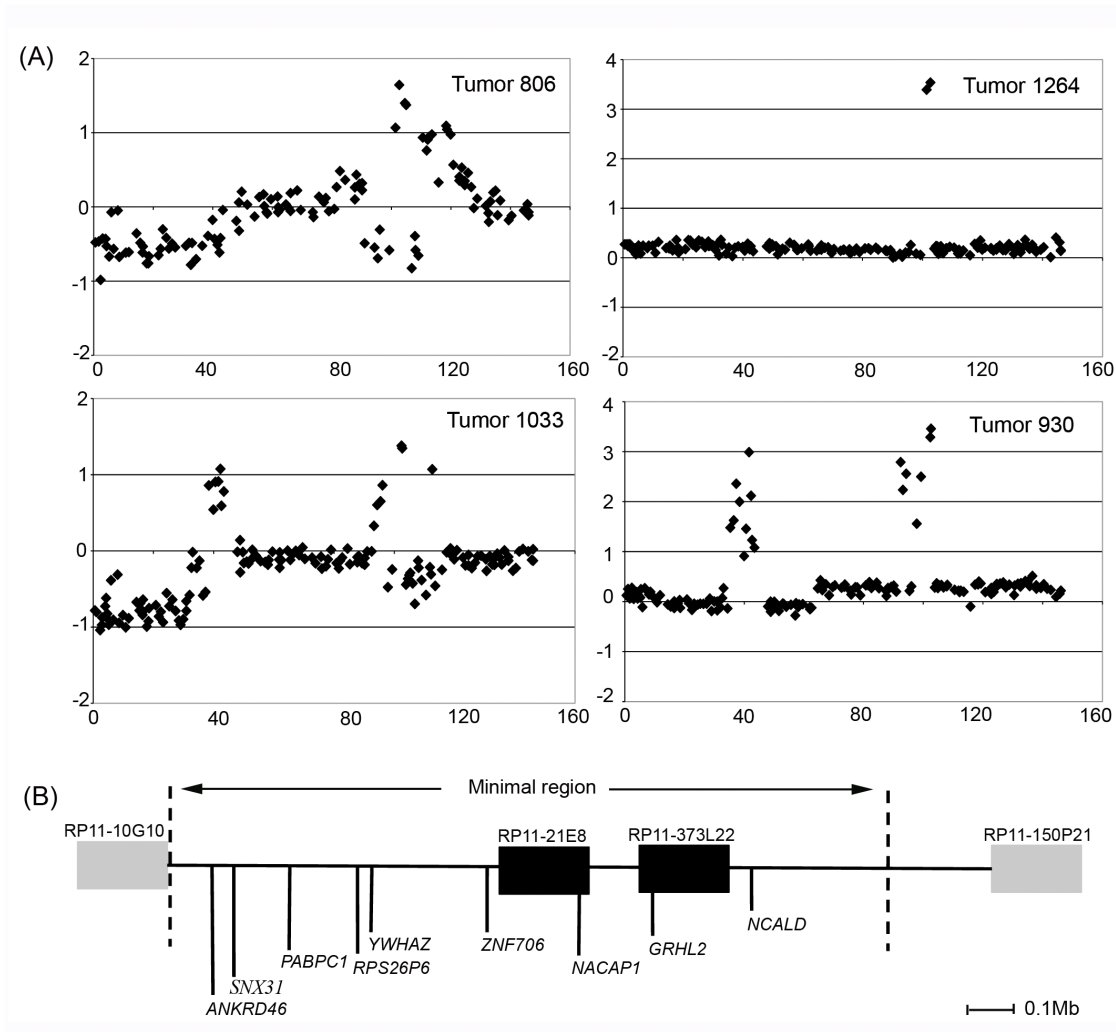 (A)
Tumor 806
2
1
0
-1
-2
0
40
80
120
160
Tumor 1264
4
3
2
1
0
-1
-2
0
40
80
120
160
Tumor 1033
2
1
0
-1
-2
0
40
80
120
160
Tumor 930
4
3
2
1
0
-1
-2
0
40
80
120
160
(B)
Minimal region
RP11-10G10
RP11-21E8
RP11-373L22
RP11-150P21
ANKRD46
SNX31
PABPC1
RPS26P6
YWHAZ
ZNF706
NACAP1
GRHL2
NCALD
0.1Mb